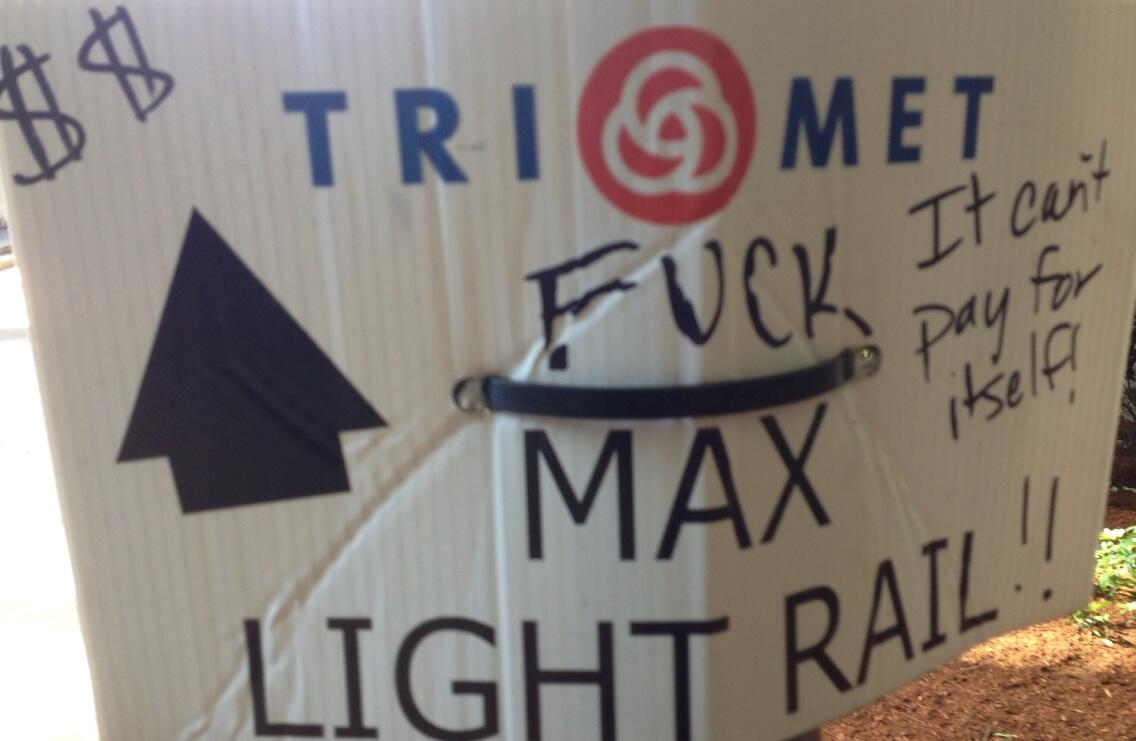 $ $
TRI MET
FUCK
It can't
pay for
itself!
MAX
LIGHT RAIL!!